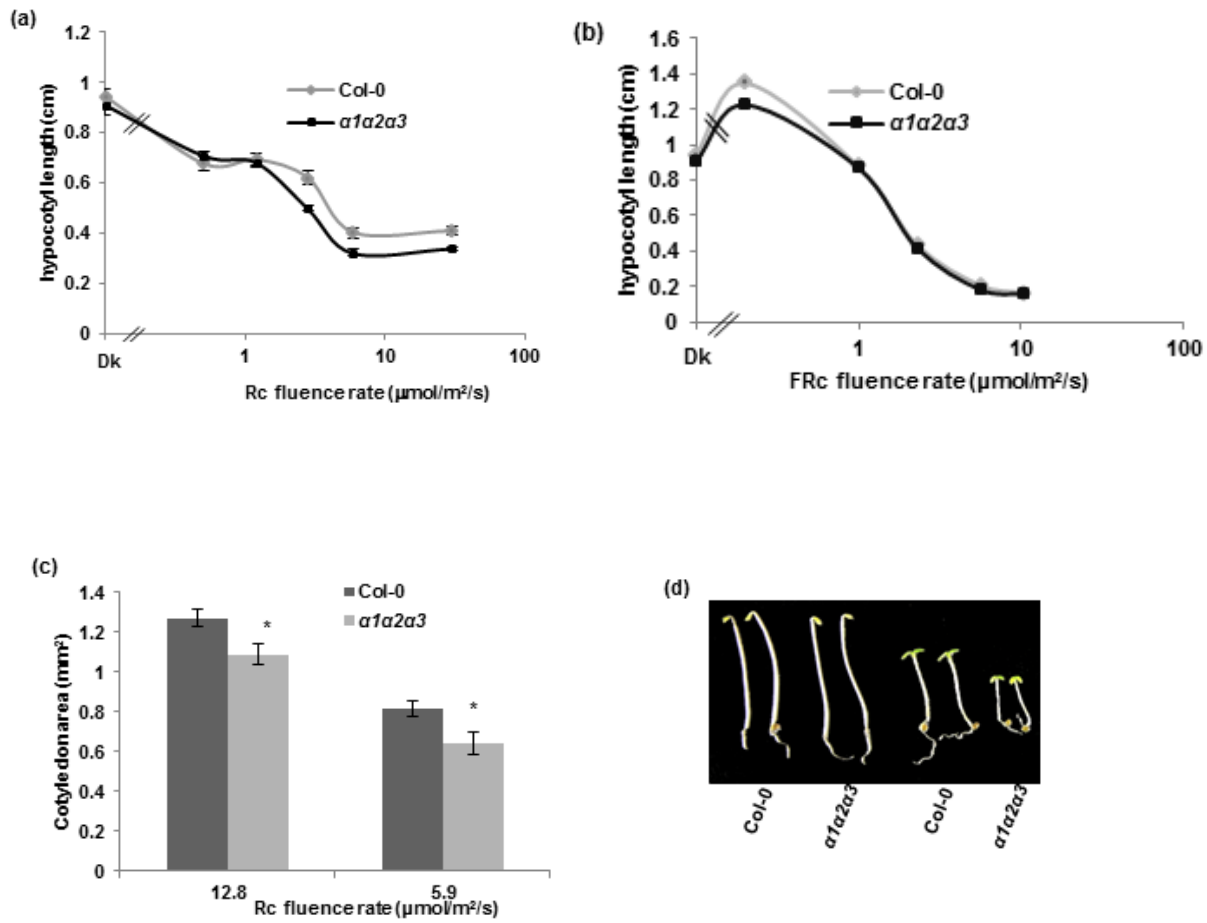 (a)
1.2
1
0.8
0.6
0.4
0.2
0
hypocotyl length (cm)
Col-0
α1α2α3
Dk
1
10
100
Rc fluence rate (µmol/m²/s)
(b)
1.6
1.4
1.2
1
0.8
0.6
0.4
0.2
0
hypocotyl length (cm)
Col-0
α1α2α3
Dk
1
10
100
FRc fluence rate (µmol/m²/s)
(c)
1.4
1.2
1
0.8
0.6
0.4
0.2
0
Cotyledon area (mm²)
Col-0
α1α2α3
*
*
12.8
5.9
Rc fluence rate (µmol/m²/s)
(d)
Col-0
α1α2α3
Col-0
α1α2α3